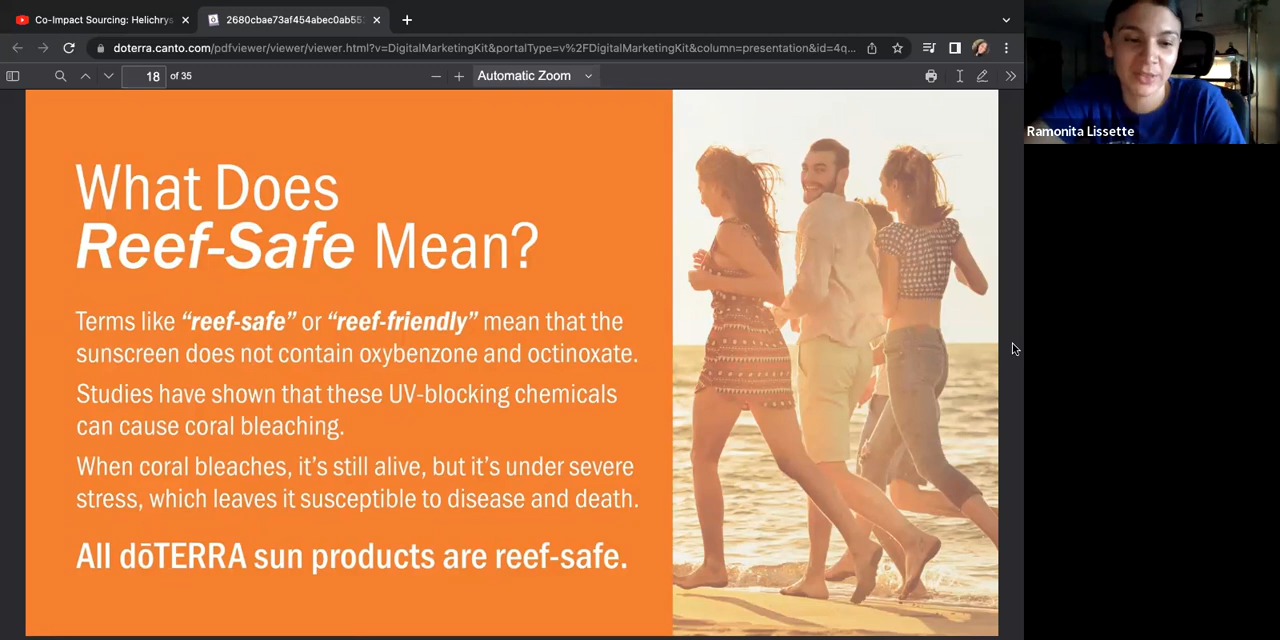 Co-Impact Sourcing: Helichrys
2680cbae73af454abec0ab55
doterra.canto.com/pdfviewer/viewer/viewer.html?v=DigitalMarketingKit&portalType=v%2FDigitalMarketingKit&column=presentation&id=4q...
18 of 35
Automatic Zoom
Ramonita Lissette
What Does
Reef-Safe Mean?
Terms like “reef-safe” or “reef-friendly” mean that the
sunscreen does not contain oxybenzone and octinoxate.
Studies have shown that these UV-blocking chemicals
can cause coral bleaching.
When coral bleaches, it’s still alive, but it’s under severe
stress, which leaves it susceptible to disease and death.
All dōTERRA sun products are reef-safe.